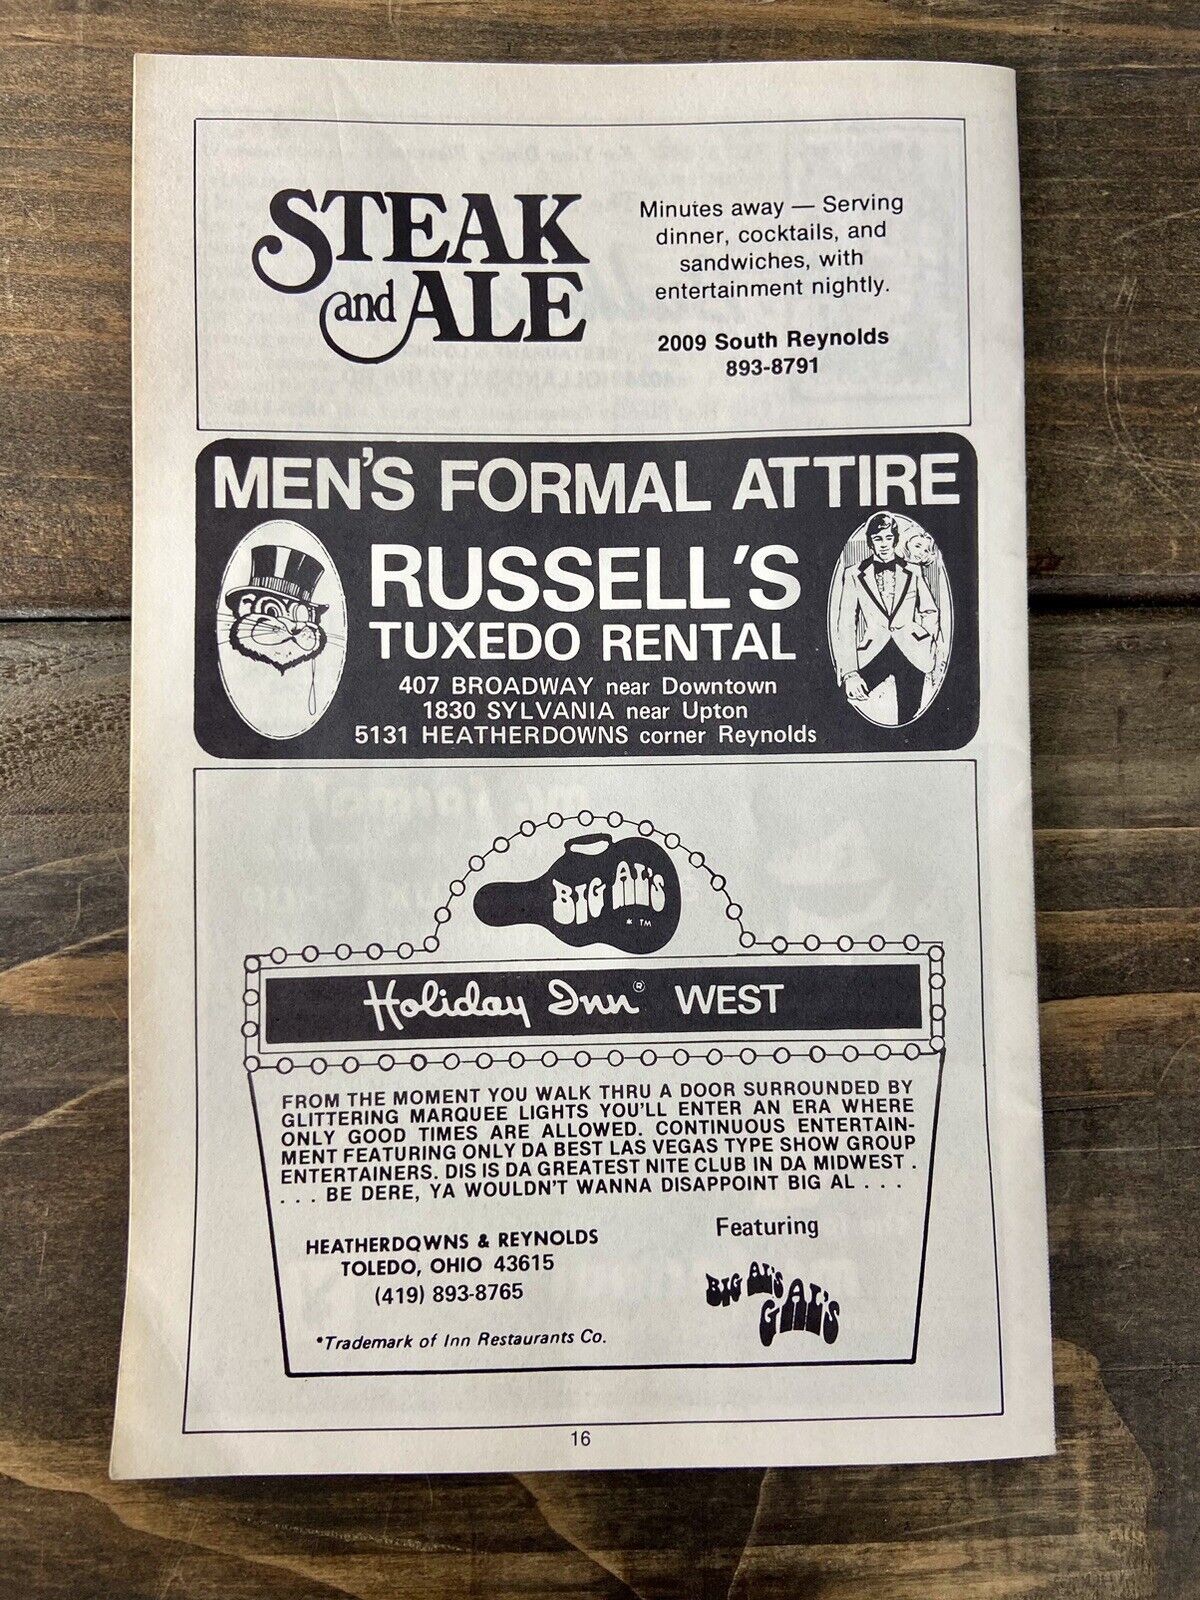 STEAK
and ALE
Minutes away — Serving
dinner, cocktails, and
sandwiches, with
entertainment nightly.
2009 South Reynolds
893-8791
MEN'S FORMAL ATTIRE
RUSSELL'S
TUXEDO RENTAL
407 BROADWAY near Downtown
1830 SYLVANIA near Upton
5131 HEATHERDOWNS corner Reynolds
BIG AL'S
* TM
Holiday Inn® WEST
FROM THE MOMENT YOU WALK THRU A DOOR SURROUNDED BY
GLITTERING MARQUEE LIGHTS YOU'LL ENTER AN ERA WHERE
ONLY GOOD TIMES ARE ALLOWED. CONTINUOUS ENTERTAIN-
MENT FEATURING ONLY DA BEST LAS VEGAS TYPE SHOW GROUP
ENTERTAINERS. DIS IS DA GREATEST NITE CLUB IN DA MIDWEST .
. . . BE DERE, YA WOULDN'T WANNA DISAPPOINT BIG AL . . .
HEATHERDOWNS & REYNOLDS
TOLEDO, OHIO 43615
(419) 893-8765
*Trademark of Inn Restaurants Co.
Featuring
BIG AL'S
GAL'S
16